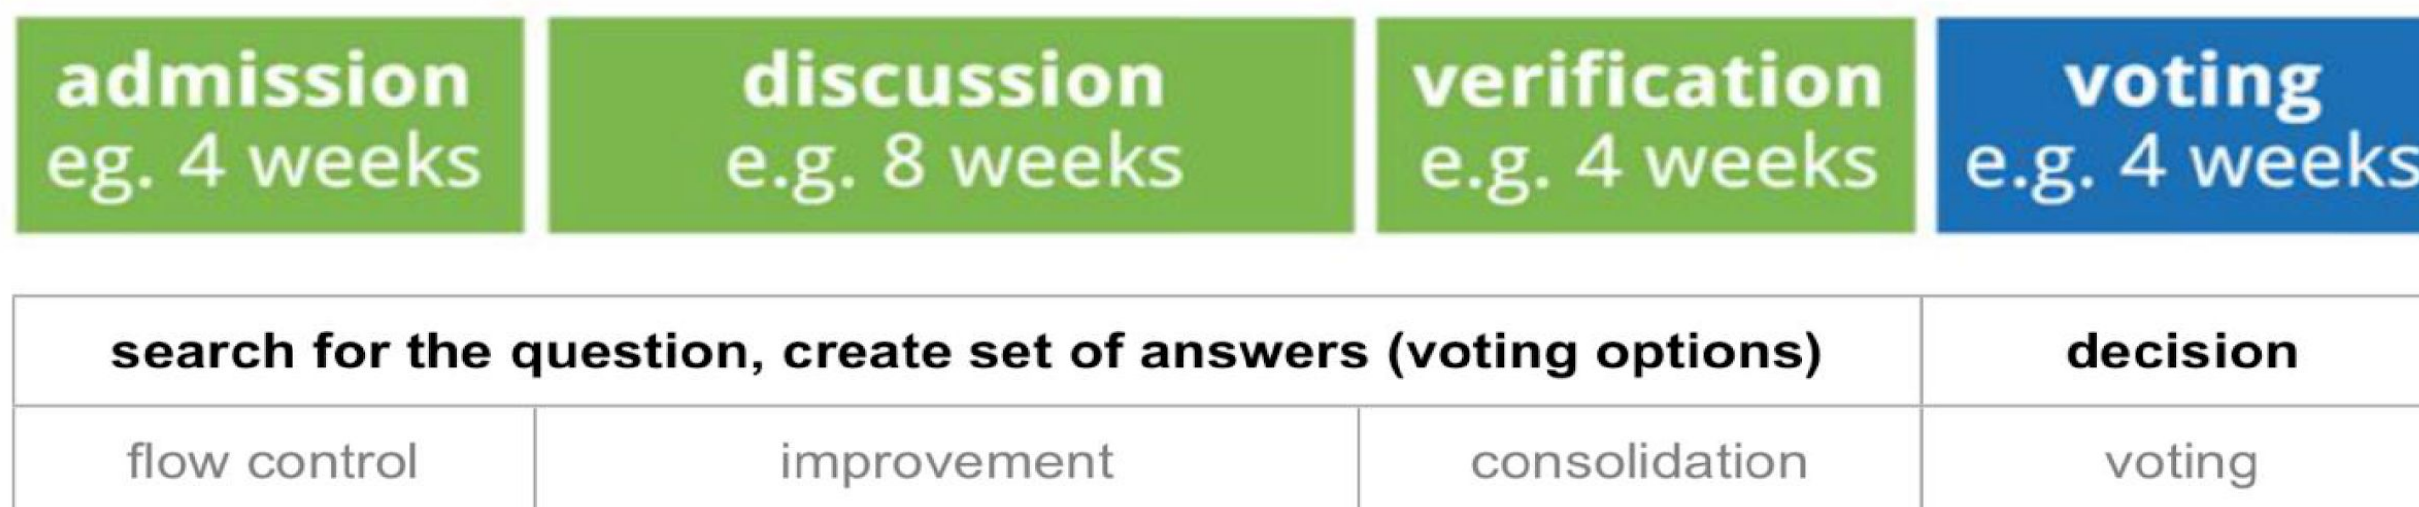 admission
eg. 4 weeks
discussion
e.g. 8 weeks
verification
e.g. 4 weeks
voting
e.g. 4 weeks
search for the question, create set of answers (voting options)
decision
flow control
improvement
consolidation
voting